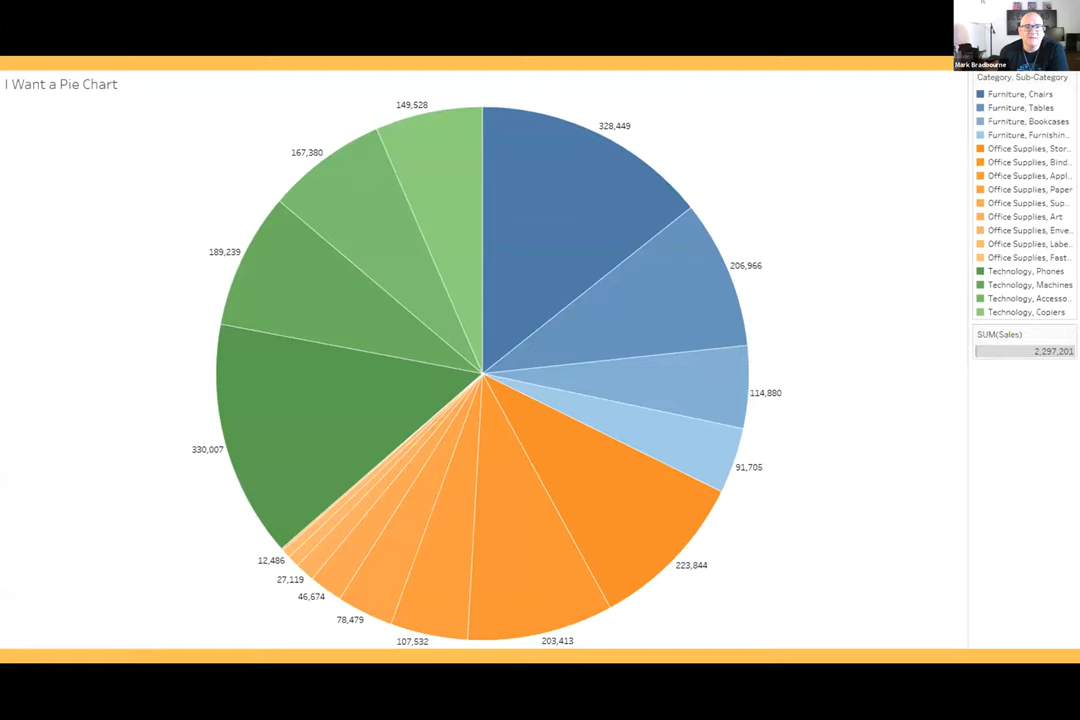 Mark Bradbourne
I Want a Pie Chart
149,528
328,449
167,380
189,239
206,966
114,880
330,007
91,705
12,486
223,844
27,119
46,674
78,479
107,532
203,413
Category, Sub-Category
Furniture, Chairs
Furniture, Tables
Furniture, Bookcases
Furniture, Furnishin..
Office Supplies, Stor..
Office Supplies, Bind..
Office Supplies, Appl..
Office Supplies, Paper
Office Supplies, Sup..
Office Supplies, Art
Office Supplies, Enve..
Office Supplies, Labe..
Office Supplies, Fast..
Technology, Phones
Technology, Machines
Technology, Accesso..
Technology, Copiers
SUM(Sales)
2,297,201